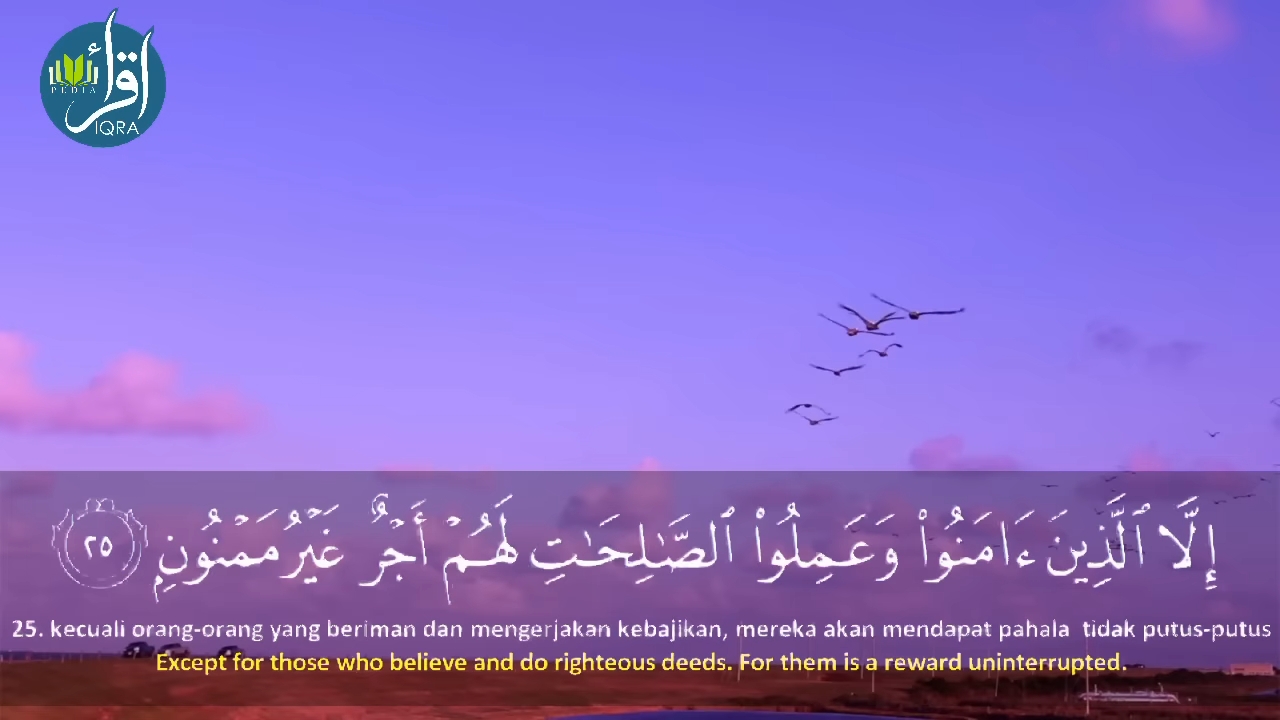 اقرأ
PEDIA
IQRA
إِلَّا ٱلَّذِينَ ءَامَنُوا۟ وَعَمِلُوا۟ ٱلصَّـٰلِحَـٰتِ لَهُمْ أَجْرٌ غَيْرُ مَمْنُونٍۭ ٢٥
25. kecuali orang-orang yang beriman dan mengerjakan kebajikan, mereka akan mendapat pahala tidak putus-putus
Except for those who believe and do righteous deeds. For them is a reward uninterrupted.